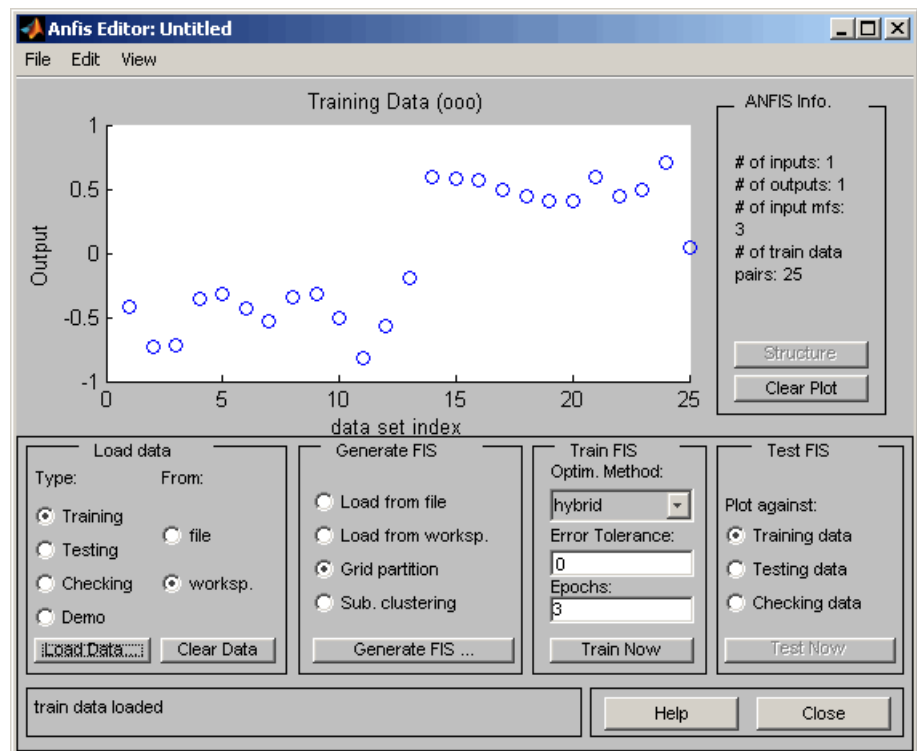 Anfis Editor: Untitled
File Edit View
Training Data (ooo)
1
0.5
0
-0.5
-1
Output
0 5 10 15 20 25
data set index
ANFIS Info.
# of inputs: 1
# of outputs: 1
# of input mfs:
3
# of train data
pairs: 25
Structure
Clear Plot
Load data
Type: From:
Training
file
Testing
Checking
worksp.
Demo
Load Data...
Clear Data
Generate FIS
Load from file
Load from worksp.
Grid partition
Sub. clustering
Generate FIS ...
Train FIS
Optim. Method:
hybrid
Error Tolerance:
0
Epochs:
3
Train Now
Test FIS
Plot against:
Training data
Testing data
Checking data
Test Now
train data loaded
Help
Close